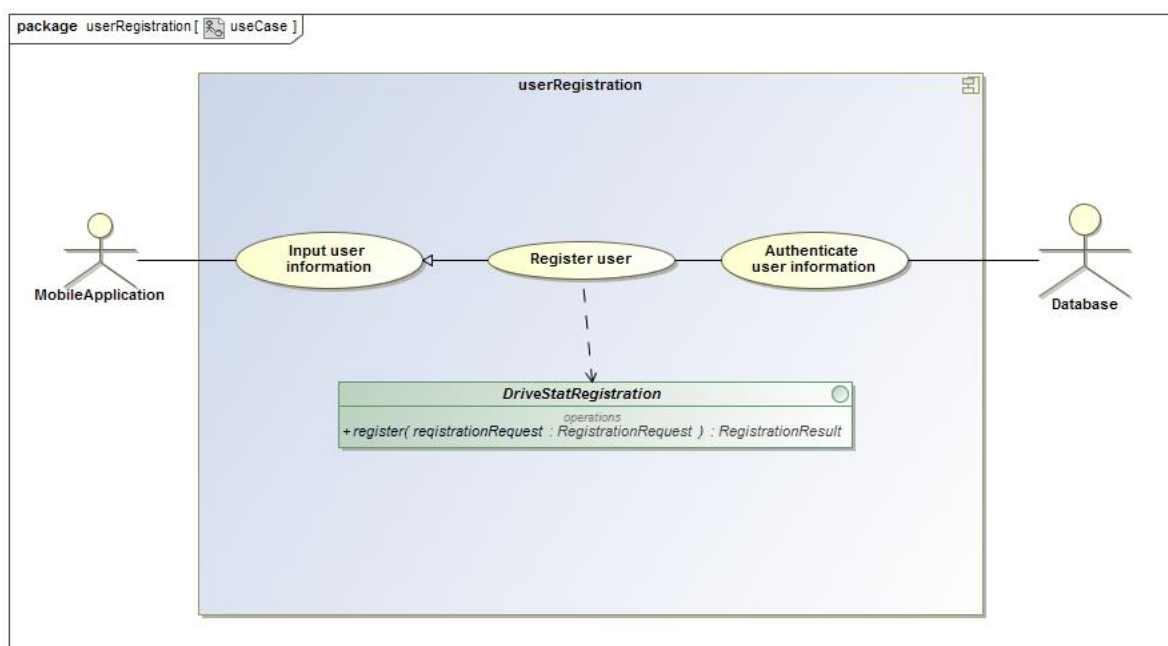 package userRegistration [ useCase ]
userRegistration
Input user
information
Register user
Authenticate
user information
MobileApplication
Database
DriveStatRegistration
operations
+register( registrationRequest : RegistrationRequest ) : RegistrationResult